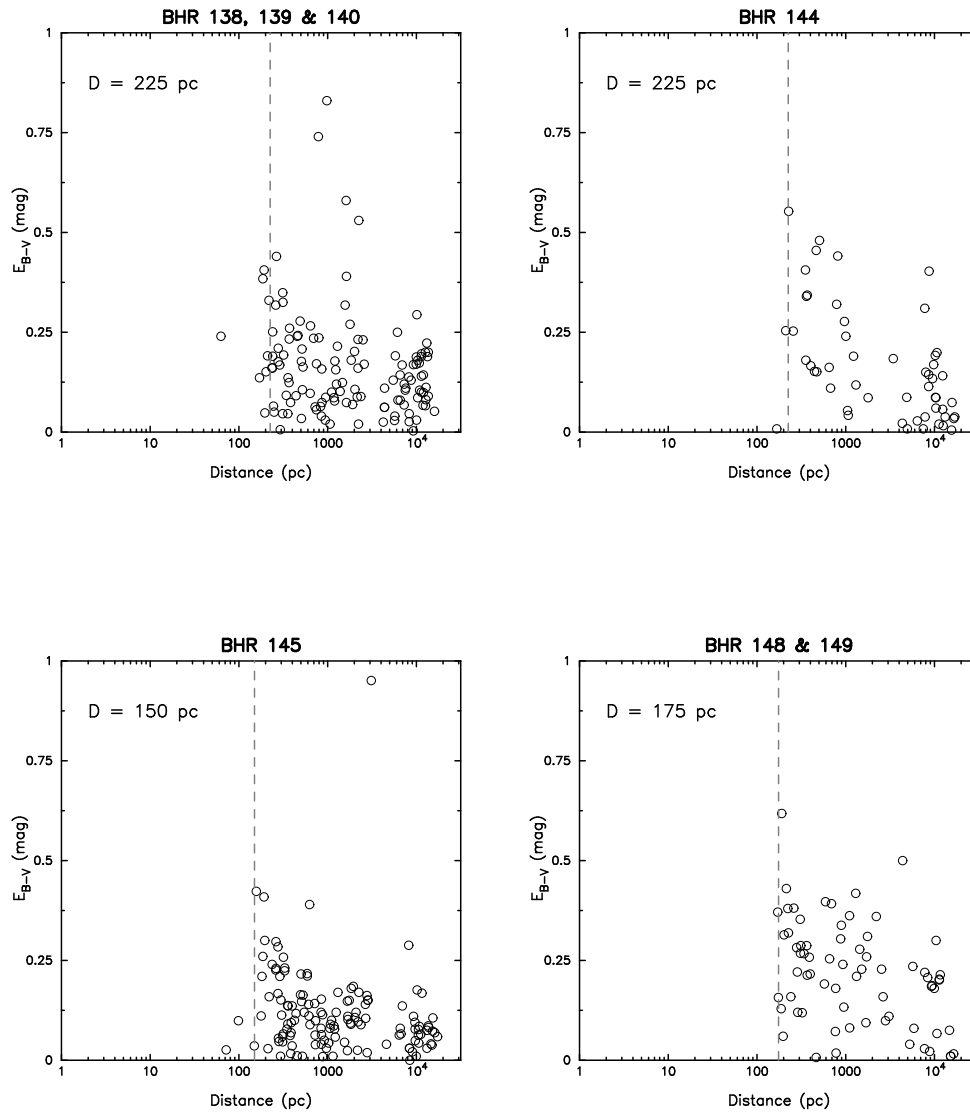 BHR 138, 139 & 140
D = 225 pc
E_{B-V} (mag)
1
0.75
0.5
0.25
0
1 10 100 1000 10^4
Distance (pc)
BHR 144
D = 225 pc
E_{B-V} (mag)
1
0.75
0.5
0.25
0
1 10 100 1000 10^4
Distance (pc)
BHR 145
D = 150 pc
E_{B-V} (mag)
1
0.75
0.5
0.25
0
1 10 100 1000 10^4
Distance (pc)
BHR 148 & 149
D = 175 pc
E_{B-V} (mag)
1
0.75
0.5
0.25
0
1 10 100 1000 10^4
Distance (pc)